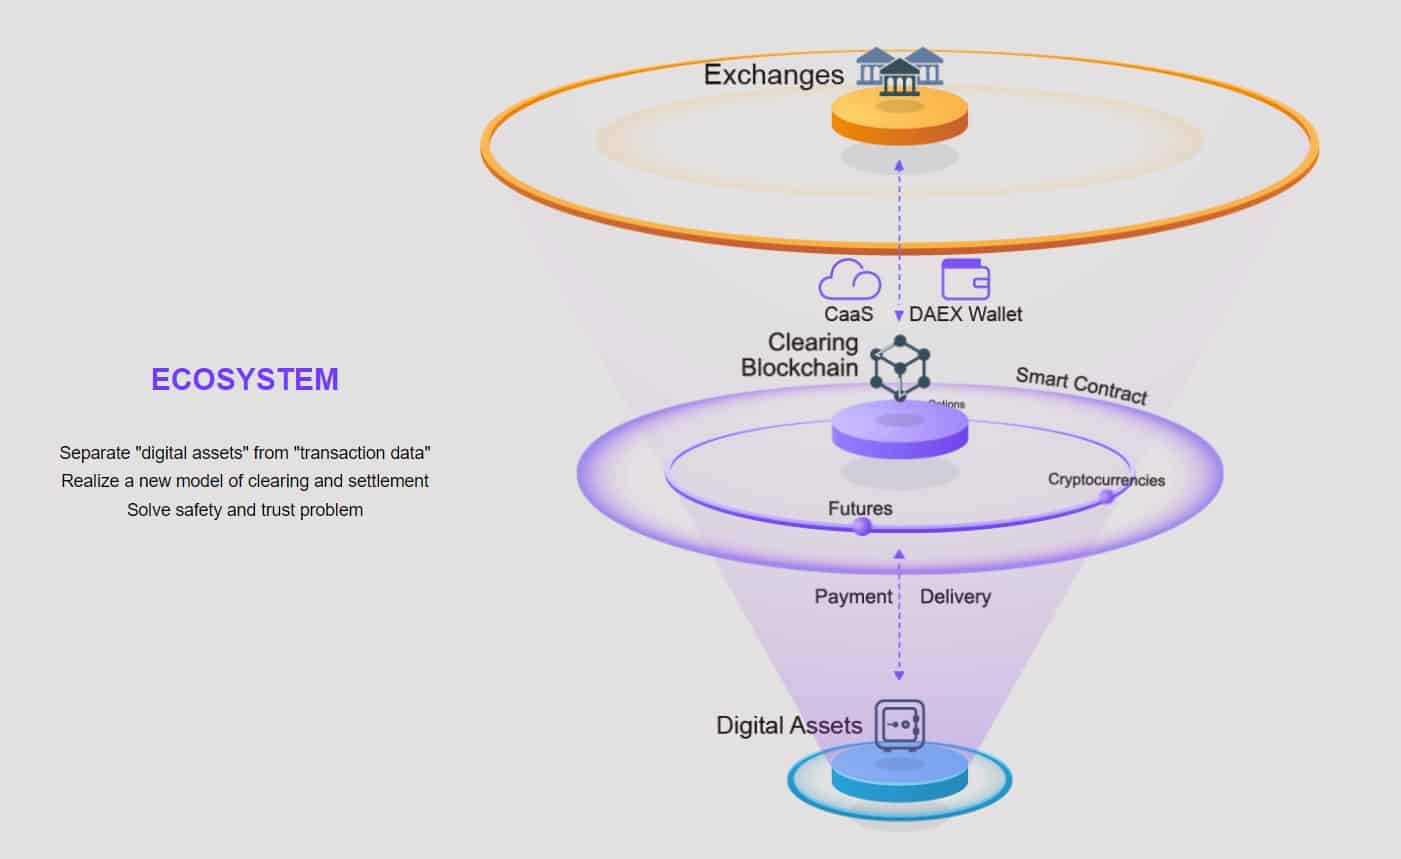 Exchanges
CaaS
DAEX Wallet
Clearing
Blockchain
Smart Contract
Options
Cryptocurrencies
Futures
Payment
Delivery
Digital Assets
ECOSYSTEM
Separate "digital assets" from "transaction data"
Realize a new model of clearing and settlement
Solve safety and trust problem